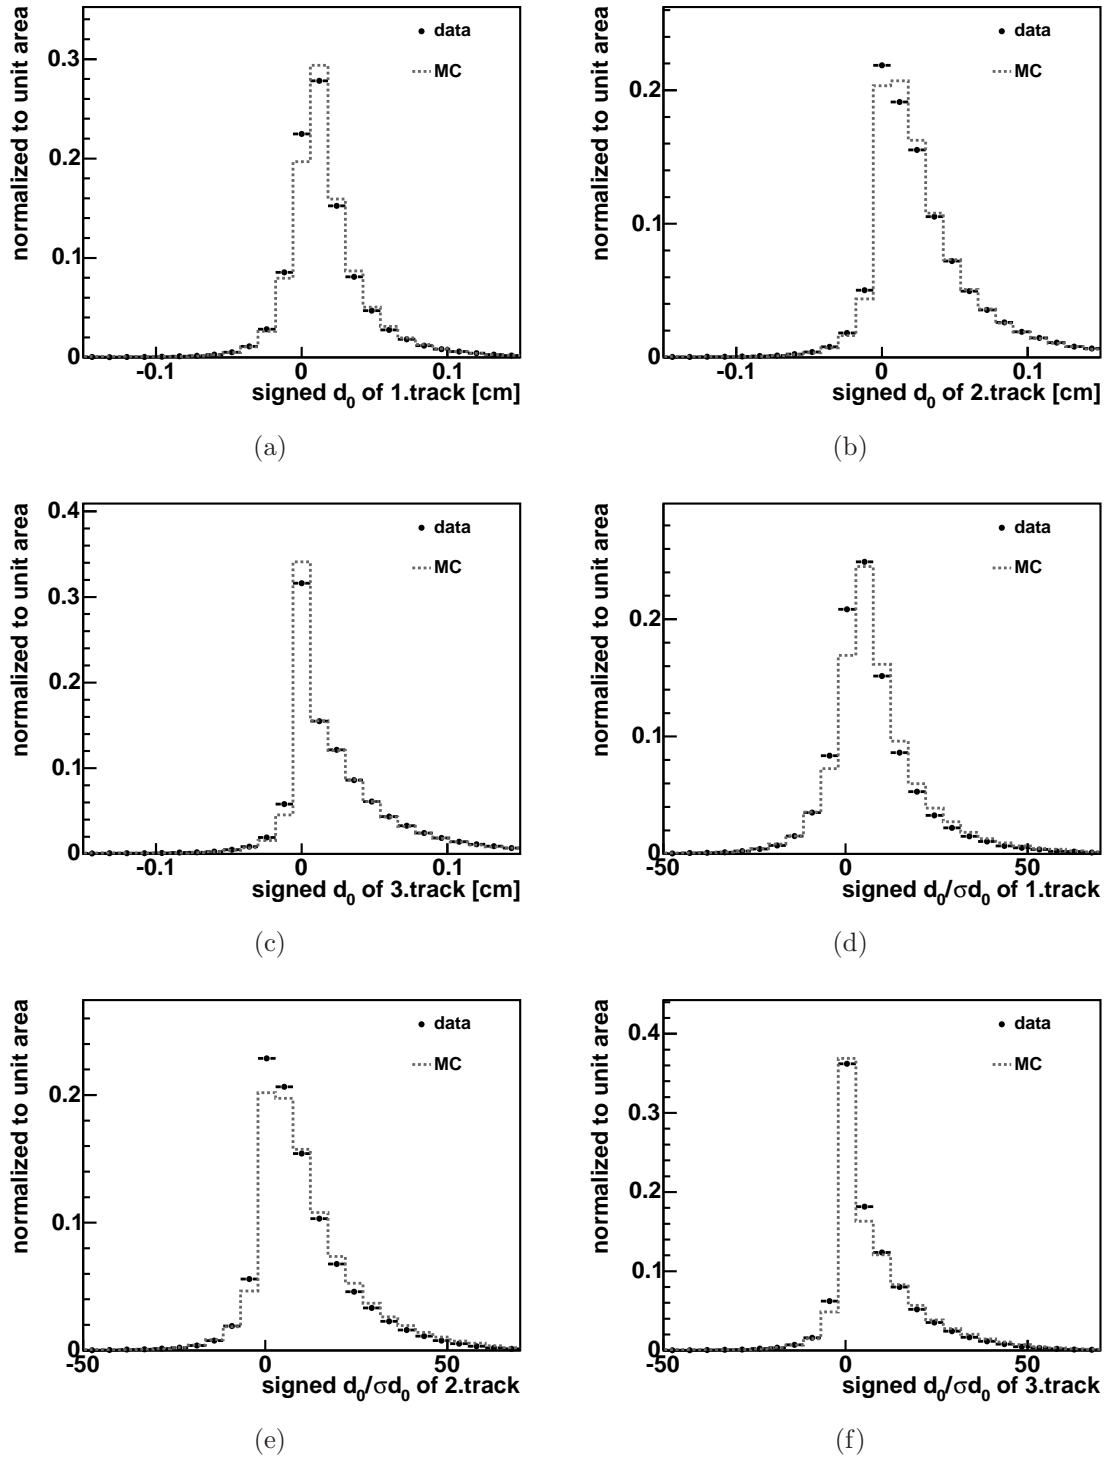 normalized to unit area
0.3
0.2
0.1
0
data
MC
-0.1 0 0.1
signed d₀ of 1.track [cm]
(a)
normalized to unit area
0.2
0.1
0
data
MC
-0.1 0 0.1
signed d₀ of 2.track [cm]
(b)
normalized to unit area
0.4
0.3
0.2
0.1
0
data
MC
-0.1 0 0.1
signed d₀ of 3.track [cm]
(c)
normalized to unit area
0.2
0.1
0
data
MC
-50 0 50
signed d₀/σd₀ of 1.track
(d)
normalized to unit area
0.2
0.1
0
data
MC
-50 0 50
signed d₀/σd₀ of 2.track
(e)
normalized to unit area
0.4
0.3
0.2
0.1
0
data
MC
-50 0 50
signed d₀/σd₀ of 3.track
(f)